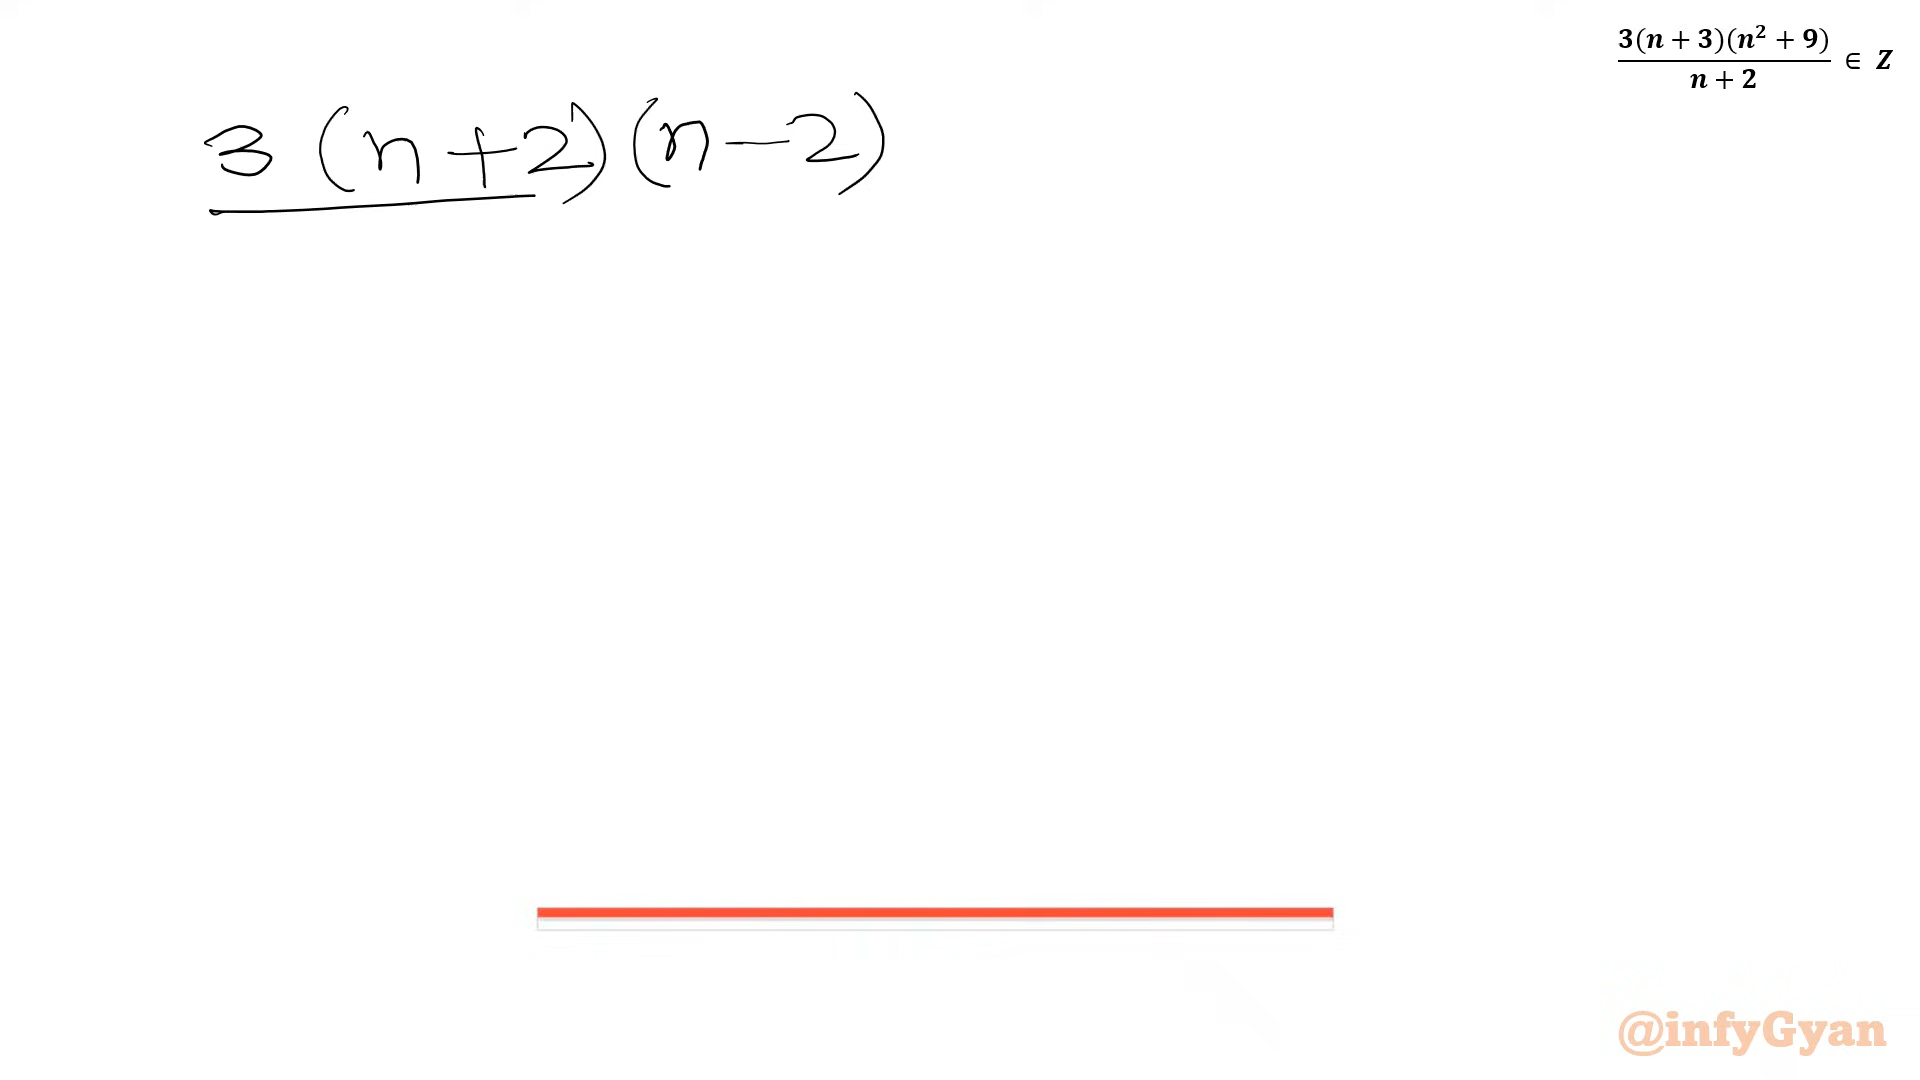 3(n + 3)(n² + 9)
n + 2
∈ Z
3 (n+2)(n-2)
@infyGyan